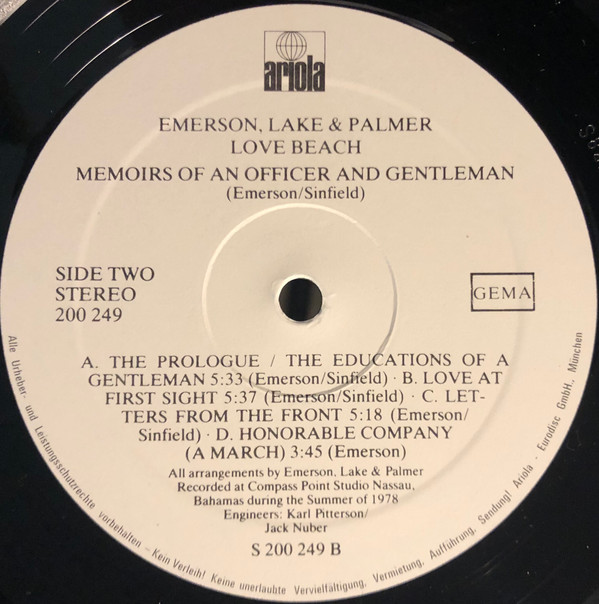 ariola
EMERSON, LAKE & PALMER
LOVE BEACH
MEMOIRS OF AN OFFICER AND GENTLEMAN
(Emerson/Sinfield)
SIDE TWO
STEREO
200 249
GEMA
A. THE PROLOGUE / THE EDUCATIONS OF A
GENTLEMAN 5:33 (Emerson/Sinfield) · B. LOVE AT
FIRST SIGHT 5:37 (Emerson/Sinfield) · C. LET-
TERS FROM THE FRONT 5:18 (Emerson/
Sinfield) · D. HONORABLE COMPANY
(A MARCH) 3:45 (Emerson)
All arrangements by Emerson, Lake & Palmer
Recorded at Compass Point Studio Nassau,
Bahamas during the Summer of 1978
Engineers: Karl Pitterson/
Jack Nuber
S 200 249 B
Alle Urheber- und Leistungsschutzrechte vorbehalten – Kein Verleih! Keine unerlaubte Vervielfältigung, Vermietung, Aufführung, Sendung! Ariola - Eurodisc GmbH., München